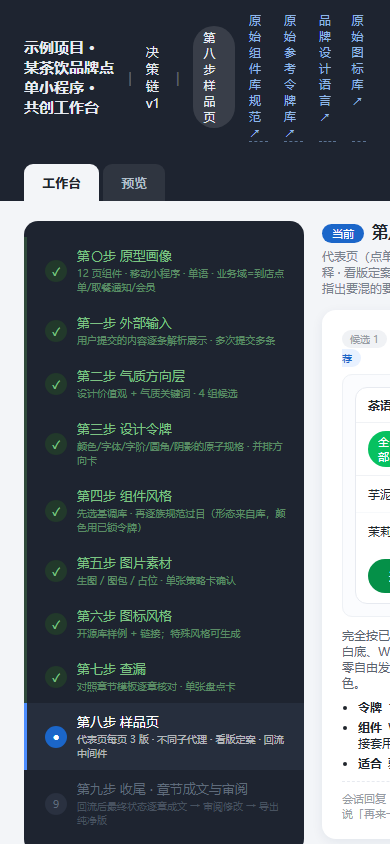 示例项目 •
某茶饮品牌点
单小程序 •
共创工作台
决策链 v1
第八步样品页
原始组件库规范 ↗
原始参考令牌库 ↗
品牌设计语言 ↗
原始图标库 ↗
工作台
预览
第〇步 原型画像
12 页组件 · 移动小程序 · 单语 · 业务域=到店点
单/取餐通知/会员
第一步 外部输入
用户提交的内容逐条解析展示 · 多次提交多条
第二步 气质方向层
设计价值观 + 气质关键词 · 4 组候选
第三步 设计令牌
颜色/字体/字阶/圆角/阴影的原子规格 · 并排方
向卡
第四步 组件风格
先选基调库 · 再逐族规范过目（形态来自库，颜
色用已锁令牌）
第五步 图片素材
生图 / 图包 / 占位 · 单张策略卡确认
第六步 图标风格
开源库样例 + 链接；特殊风格可生成
第七步 查漏
对照章节模板逐章核对 · 单张盘点卡
第八步 样品页
代表页每页 3 版 · 不同子代理 · 看版定案 · 回流
中间件
9
第九步 收尾 · 章节成文与审阅
回流后最终状态逐章成文 → 审阅修改 → 导出
纯净版
当前
第
代表页（点单
释 · 看版定案
指出要混的要
候选 1
荐
茶语
全
部
芋泥
茉莉
完全按已
白底、W
零自由发
色。
• 令牌
• 组件
接套用
• 适合
会话回复
说「再来一